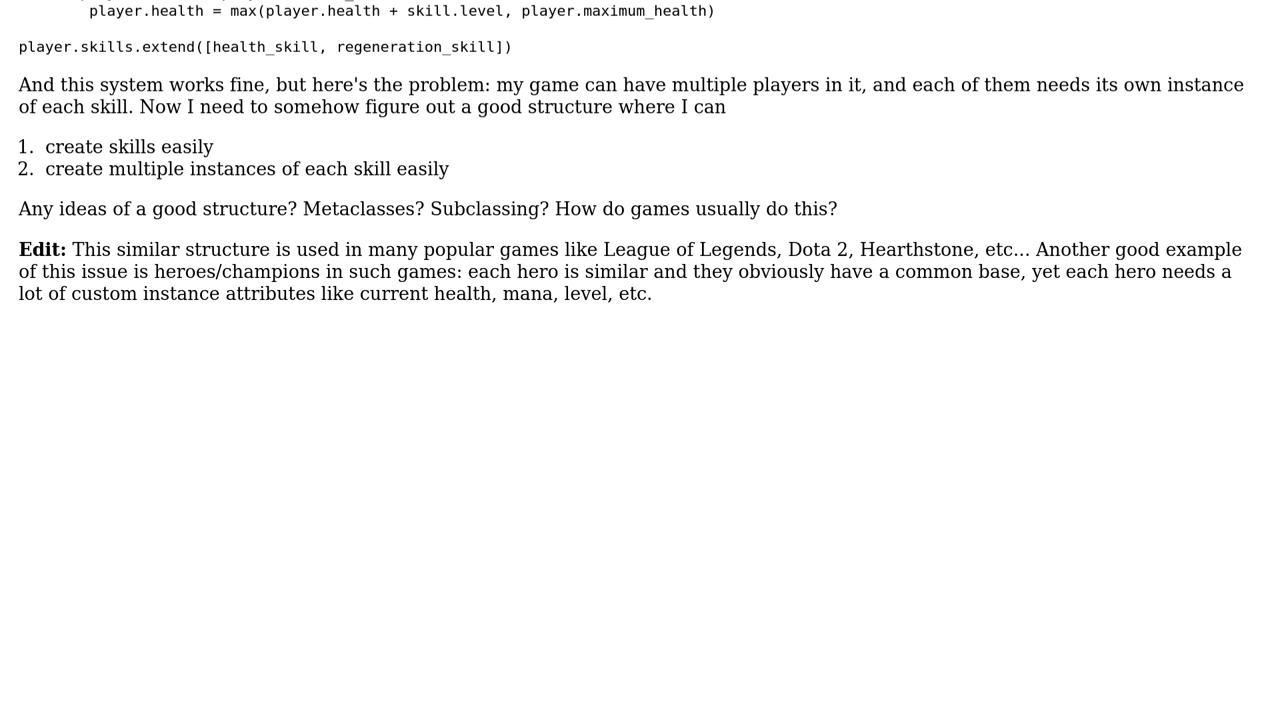 player.health = max(player.health + skill.level, player.maximum_health)
player.skills.extend([health_skill, regeneration_skill])
And this system works fine, but here's the problem: my game can have multiple players in it, and each of them needs its own instance
of each skill. Now I need to somehow figure out a good structure where I can
1. create skills easily
2. create multiple instances of each skill easily
Any ideas of a good structure? Metaclasses? Subclassing? How do games usually do this?
Edit: This similar structure is used in many popular games like League of Legends, Dota 2, Hearthstone, etc... Another good example
of this issue is heroes/champions in such games: each hero is similar and they obviously have a common base, yet each hero needs a
lot of custom instance attributes like current health, mana, level, etc.